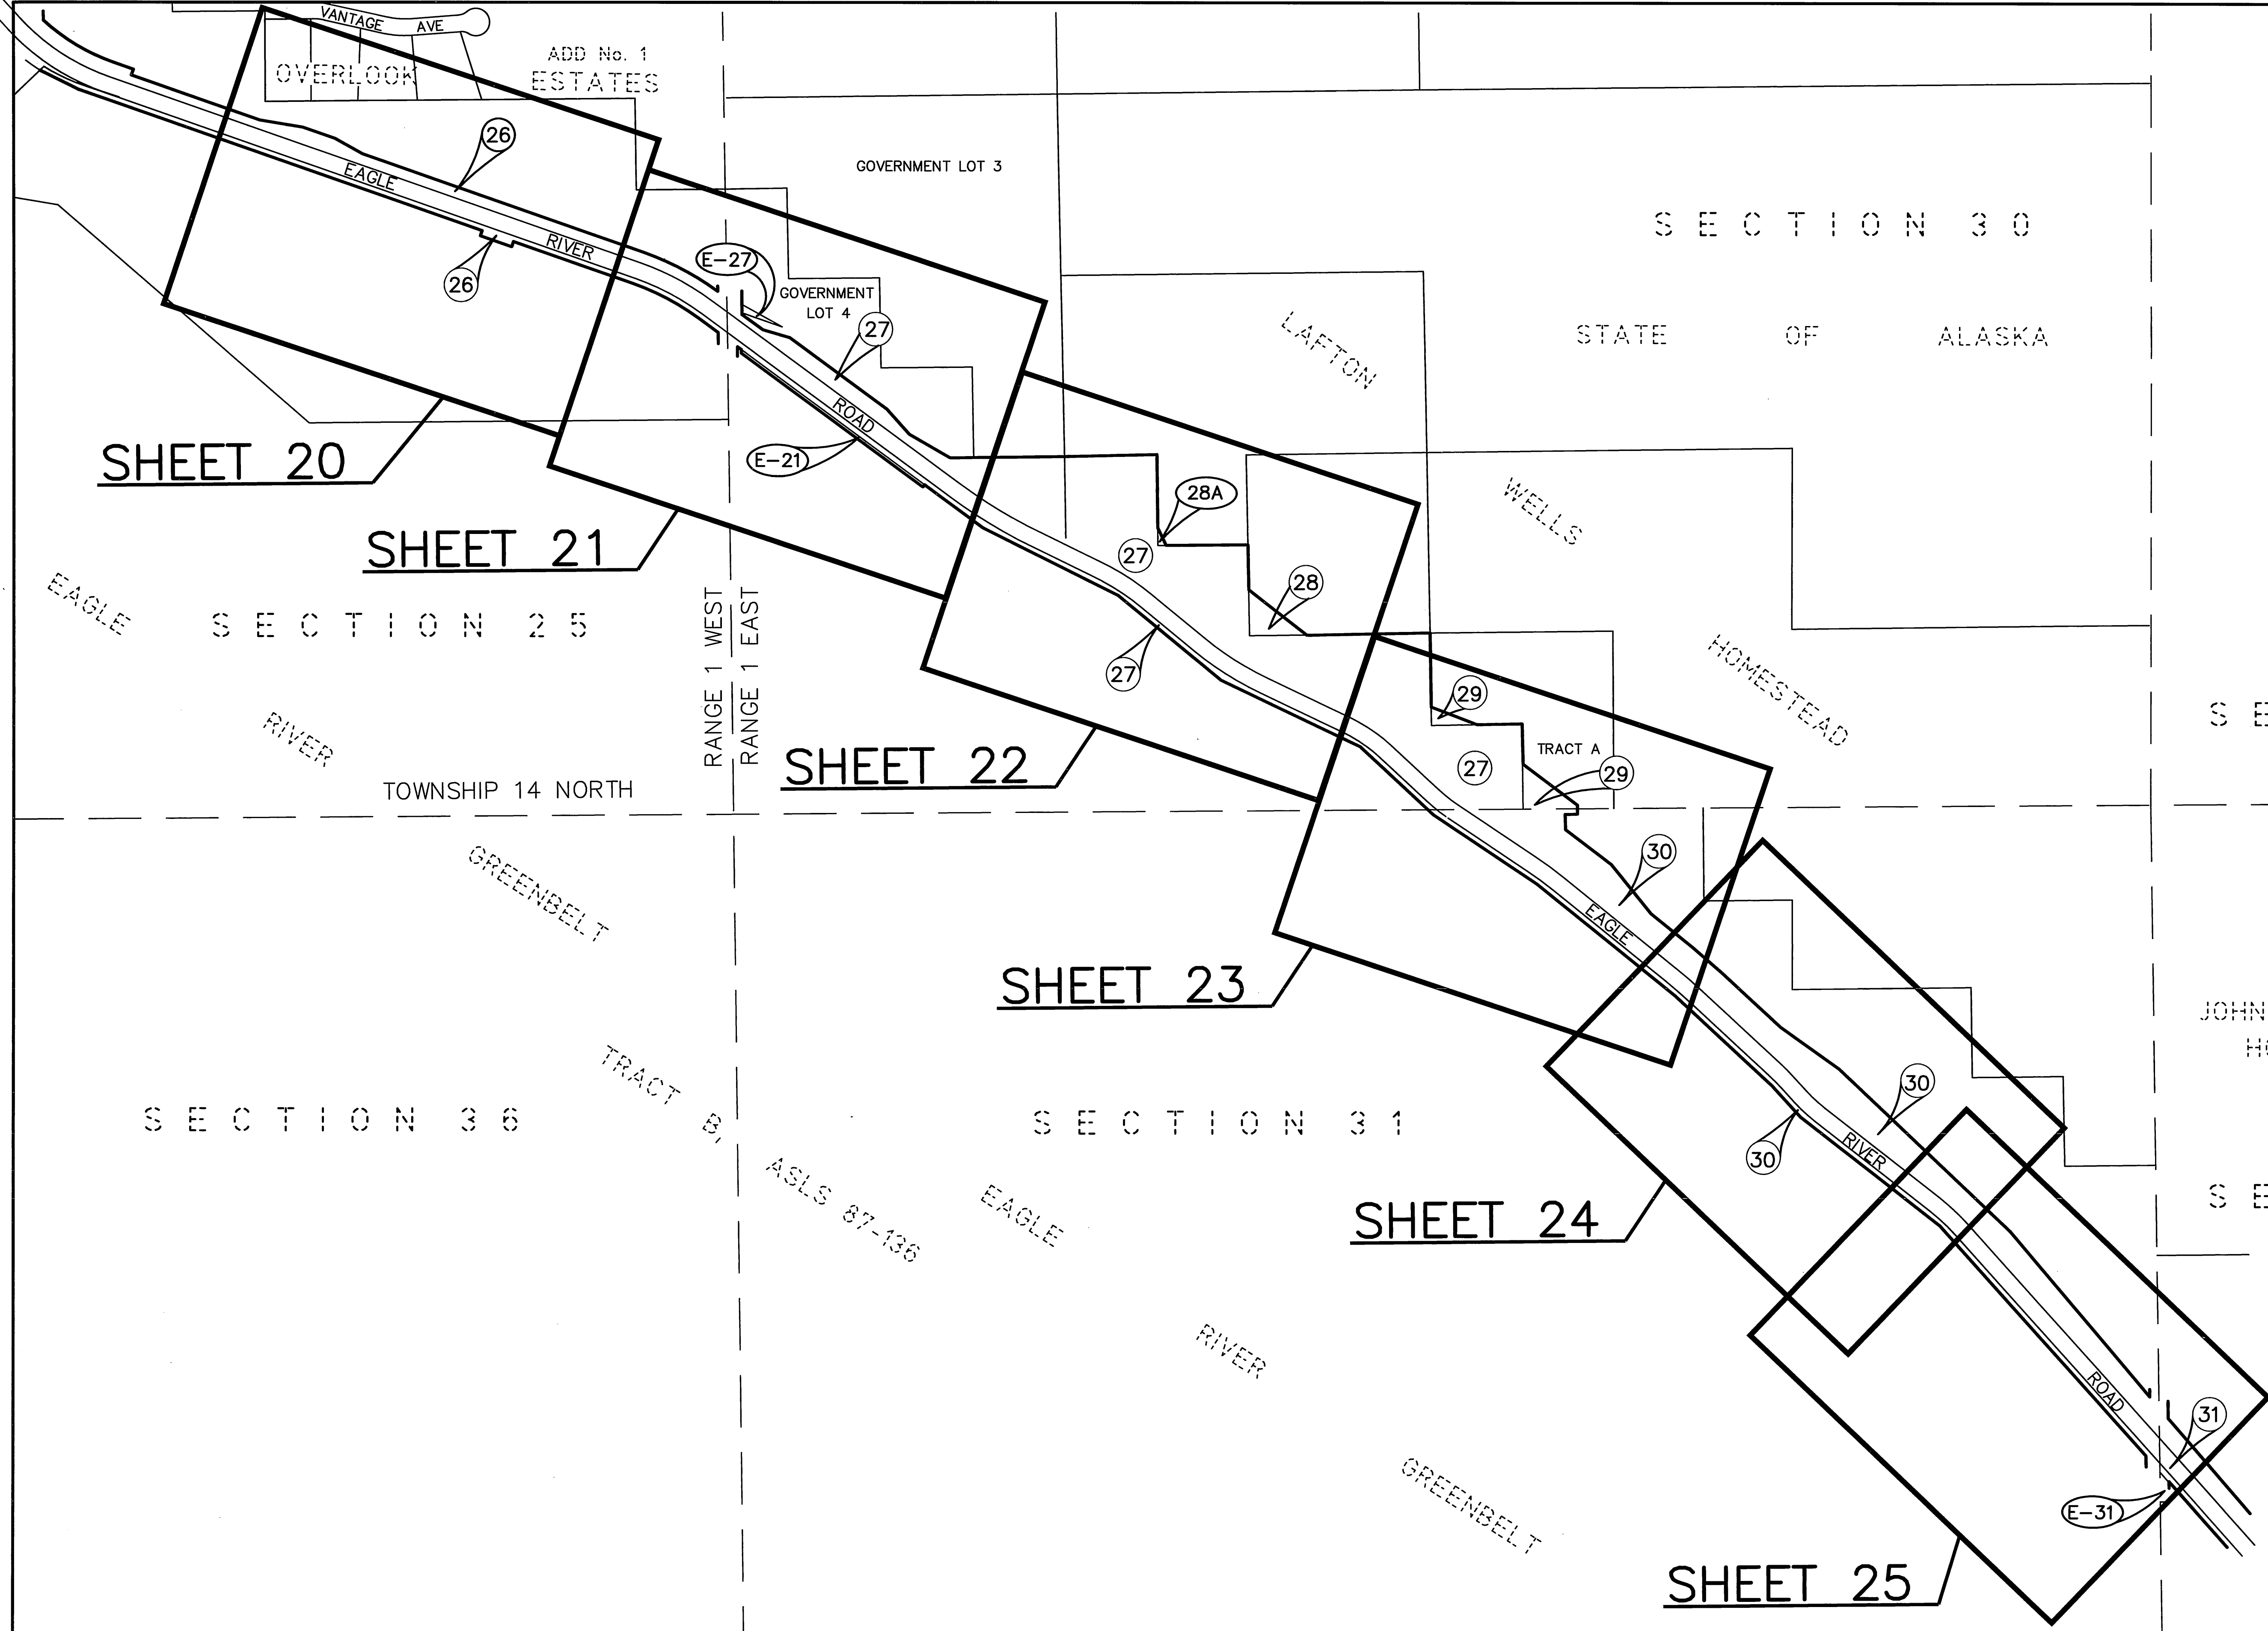 VANTAGE AVE
ADD No. 1
OVERLOOK ESTATES
26
EAGLE
GOVERNMENT LOT 3
SECTION 30
RIVER
26
E-27
GOVERNMENT
LOT 4
27
LAFTON
STATE OF ALASKA
ROAD
SHEET 20
E-21
28A
WELLS
SHEET 21
27
28
EAGLE
SECTION 25
RANGE 1 WEST
RANGE 1 EAST
27
HOMESTEAD
29
RIVER
SE
SHEET 22
TRACT A
27
29
TOWNSHIP 14 NORTH
30
GREENBELT
EAGLE
SHEET 23
JOHN
HO
TRACT B,
30
SECTION 36
SECTION 31
30
RIVER
ASLS 87-136
EAGLE
SE
SHEET 24
RIVER
ROAD
31
GREENBELT
E-31
SHEET 25